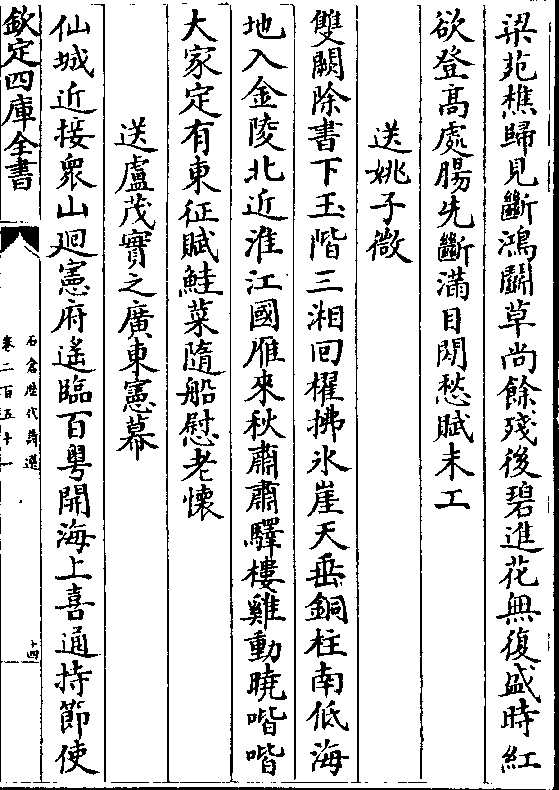 梁苑樵歸見斷鴻闘草尚餘殘後碧進花無復盛時紅
欲登髙處腸先斷滿目閒愁賦未工
送姚子微
雙闕除書下玉階三湘回櫂拂氷崖天垂銅柱南低海
地入金陵北近淮江國雁來秋肅肅驛樓雞動曉喈喈
大家定有東征賦鮭菜隨船慰老懷
送盧茂實之廣東憲幕
仙城近接衆山廻憲府遙臨百粤開海上喜通持節使
欽定四庫全書
石倉歷代詩選
卷二百五十一
十四